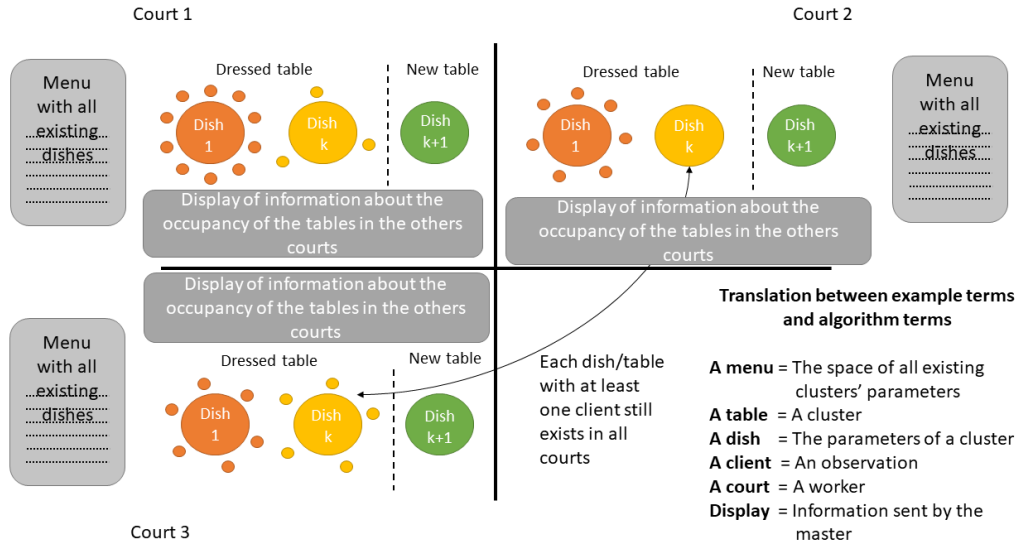 Court 1
Court 2
Menu
with all
existing
dishes
Dressed table
New table
Dish
1
Dish
k
Dish
k+1
Display of information about the
occupancy of the tables in the others
courts
Dressed table
New table
Dish
1
Dish
k
Dish
k+1
Menu
with all
existing
dishes
Display of information about the
occupancy of the tables in the others
courts
Display of information about the
occupancy of the tables in the others
courts
Menu
with all
existing
dishes
Dressed table
New table
Dish
1
Dish
k
Dish
k+1
Court 3
Each dish/table
with at least
one client still
exists in all
courts
Translation between example terms
and algorithm terms
A menu = The space of all existing
clusters’ parameters
A table = A cluster
A dish = The parameters of a cluster
A client = An observation
A court = A worker
Display = Information sent by the
master